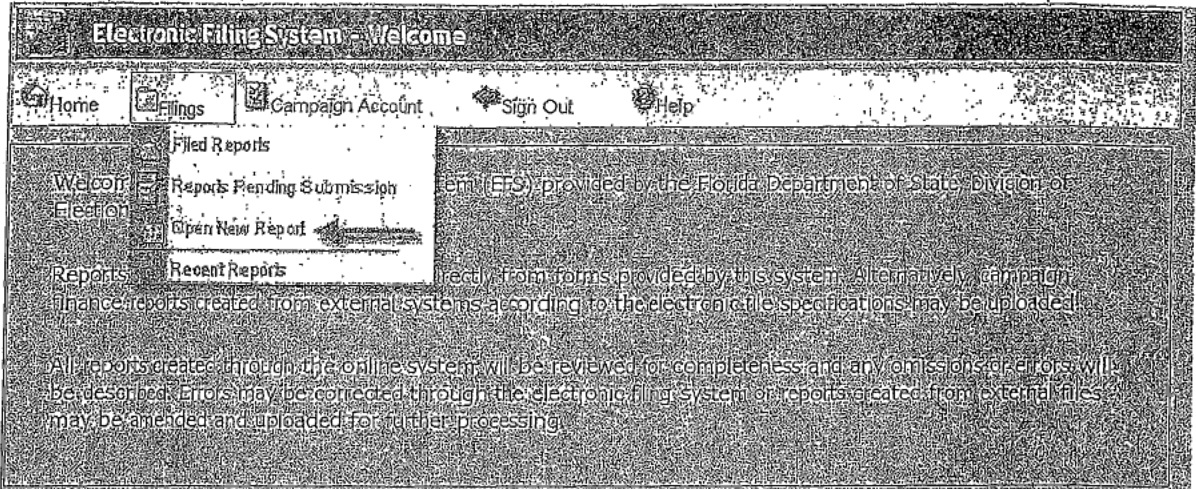 Electronic Filing System - Welcome
Home Filings Campaign Account Sign Out Help
Filed Reports
Reports Pending Submission
Open New Report
Recent Reports
Welcom em (EFS) provided by the Florida Department of State, Division of
Election
Reports rectly from forms provided by this system. Alternatively, campaign
finance reports created from external systems according to the electronic file specifications may be uploaded.
All reports created through the online system will be reviewed for completeness and any omissions or errors will
be described. Errors may be corrected through the electronic filing system or reports created from external files
may be amended and uploaded for further processing.